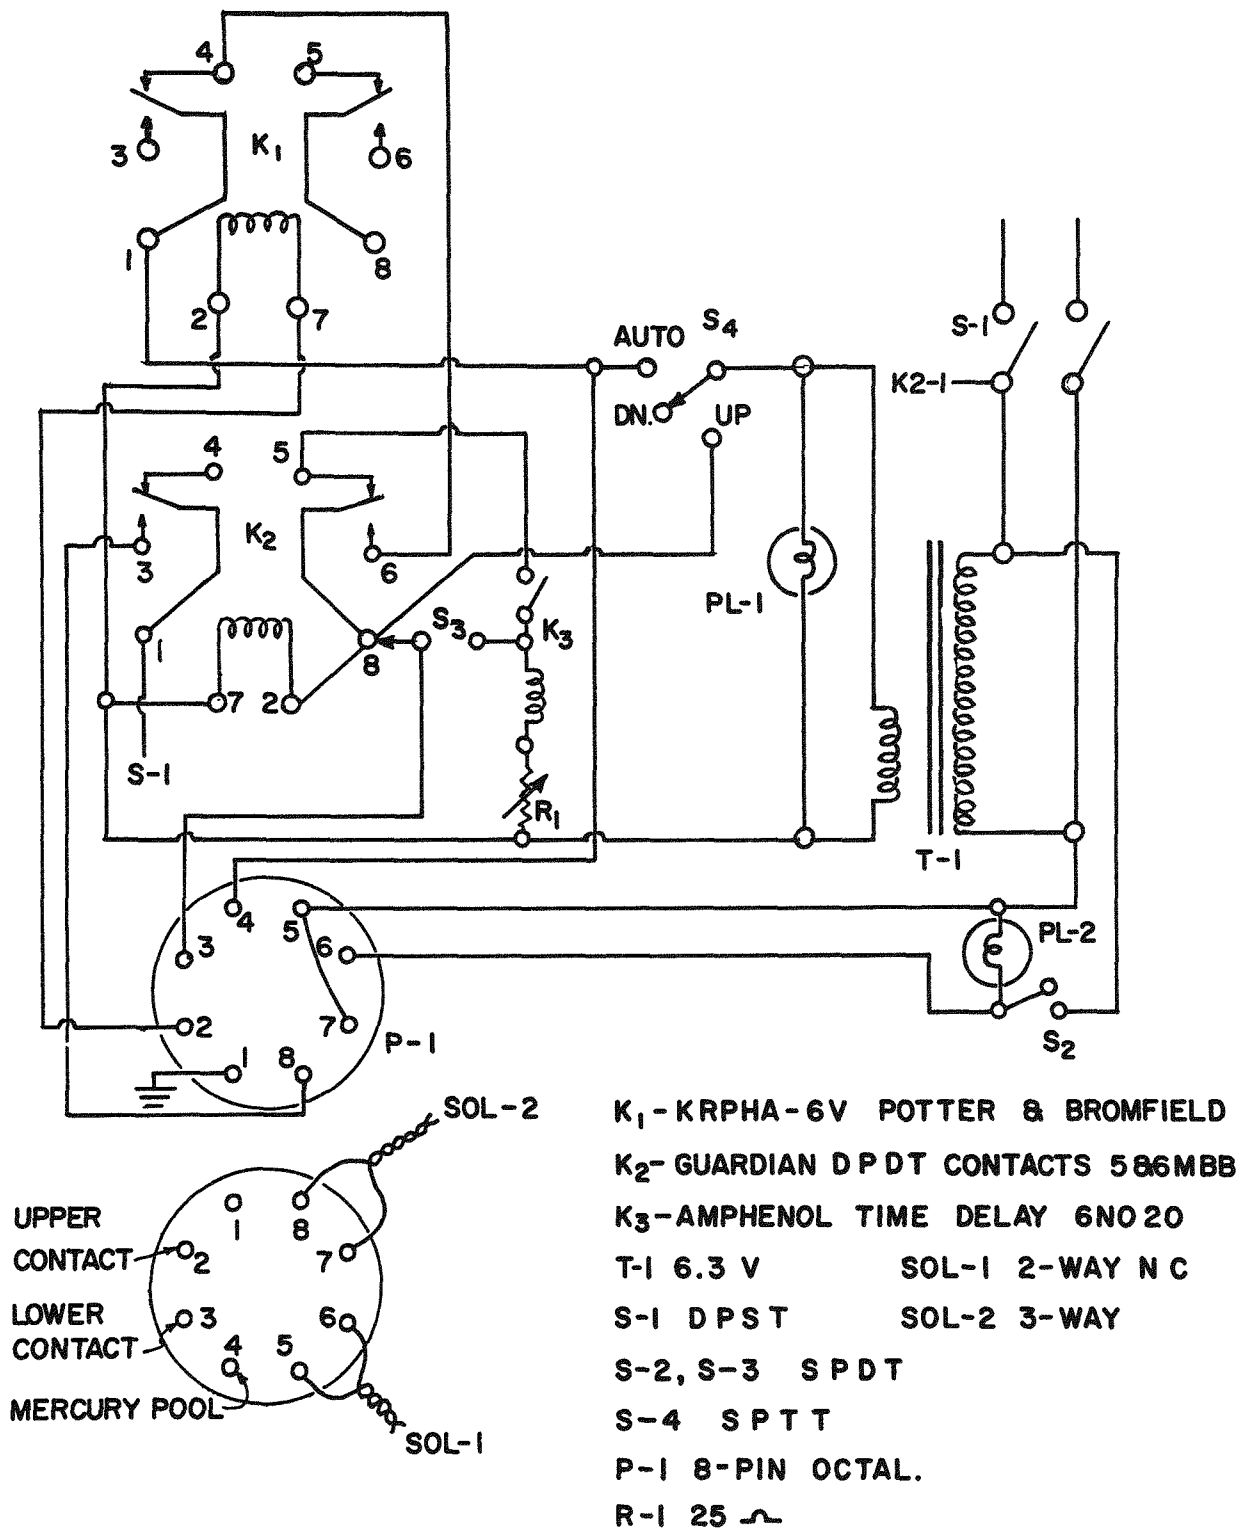 4 5
3 K1 6
1 8
2 7
AUTO S4
S-1
K2-1
DN. UP
4 5
K2
3 6
PL-1
S3 K3
1 8
7 2
S-1
R1
T-1
4 5
3 6
PL-2
2 7
P-1
S2
1 8
SOL-2
K1-KRPHA-6V POTTER & BROMFIELD
K2-GUARDIAN DPDT CONTACTS 5&6MBB
K3-AMPHENOL TIME DELAY 6NO20
T-1 6.3 V SOL-1 2-WAY NC
S-1 DPST SOL-2 3-WAY
S-2, S-3 SPDT
S-4 SPTT
P-1 8-PIN OCTAL.
R-1 25 Ω
UPPER
CONTACT
1 8
2 7
LOWER
CONTACT
3 6
4 5
MERCURY POOL
SOL-1